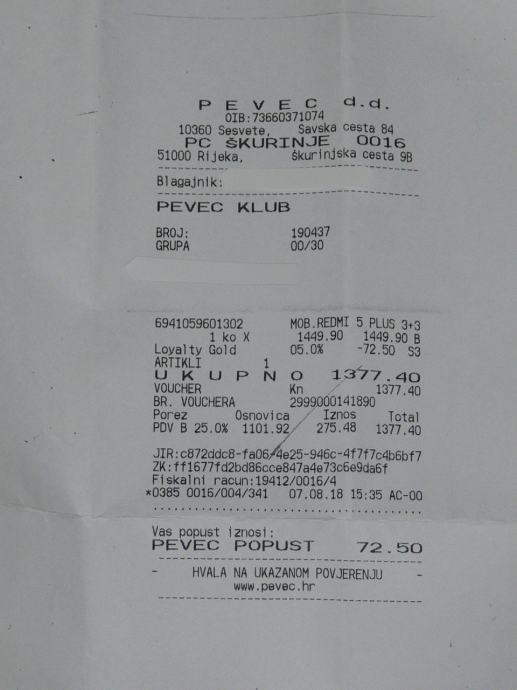 PEVEC d.d.
OIB:73660371074
10360 Sesvete, Savska cesta 84
PC ŠKURINJE 0016
51000 Rijeka, Škurinjska cesta 9B
Blagajnik:
PEVEC KLUB
BROJ: 190437
GRUPA 00/30
6941059601302 MOB.REDMI 5 PLUS 3+3
1 ko X 1449.90 1449.90 B
Loyalty Gold 05.0% -72.50 S3
ARTIKLI 1
UKUPNO 1377.40
VOUCHER Kn 1377.40
BR. VOUCHERA 2999000141890
Porez Osnovica Iznos Total
PDV B 25.0% 1101.92 275.48 1377.40
JIR:c872ddc8-fa06-4e25-946c-4f7f7c4b6bf7
ZK:ff1677fd2bd86cce847a4e73c6e9da6f
Fiskalni racun:19412/0016/4
*0385 0016/004/341 07.08.18 15:35 AC-00
Vas popust iznosi:
PEVEC POPUST 72.50
- HVALA NA UKAZANOM POVJERENJU -
www.pevec.hr